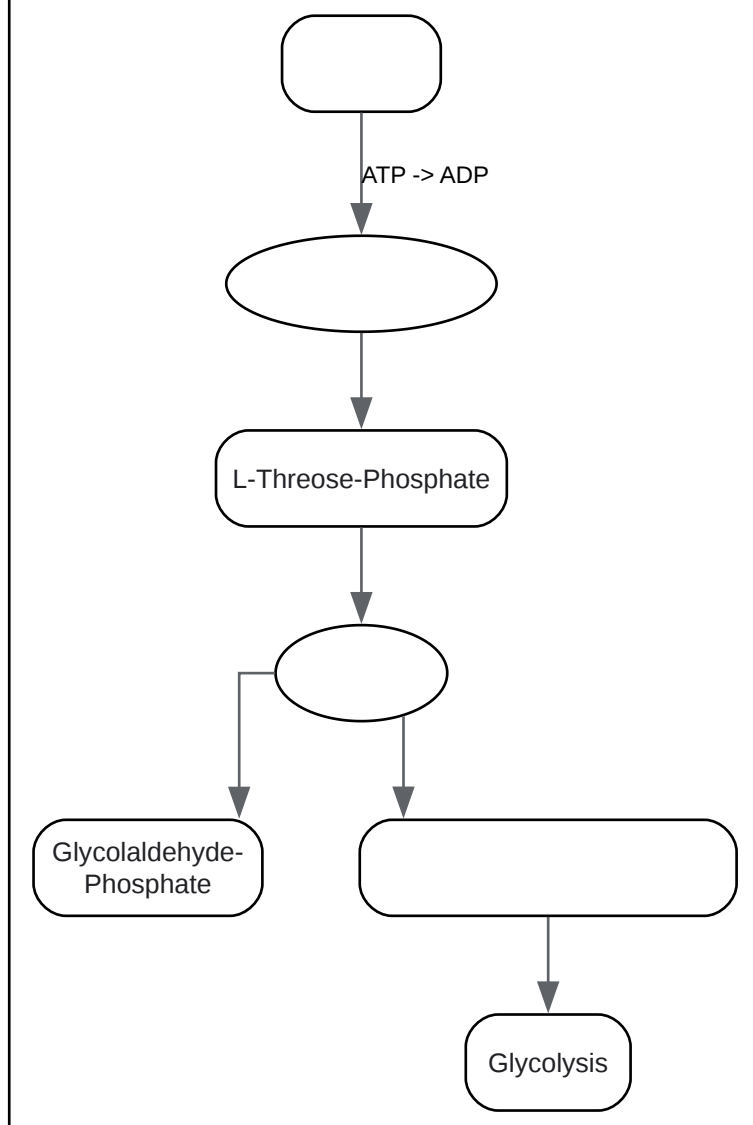 ATP -> ADP
L-Threose-Phosphate
Glycolaldehyde-
Phosphate
Glycolysis